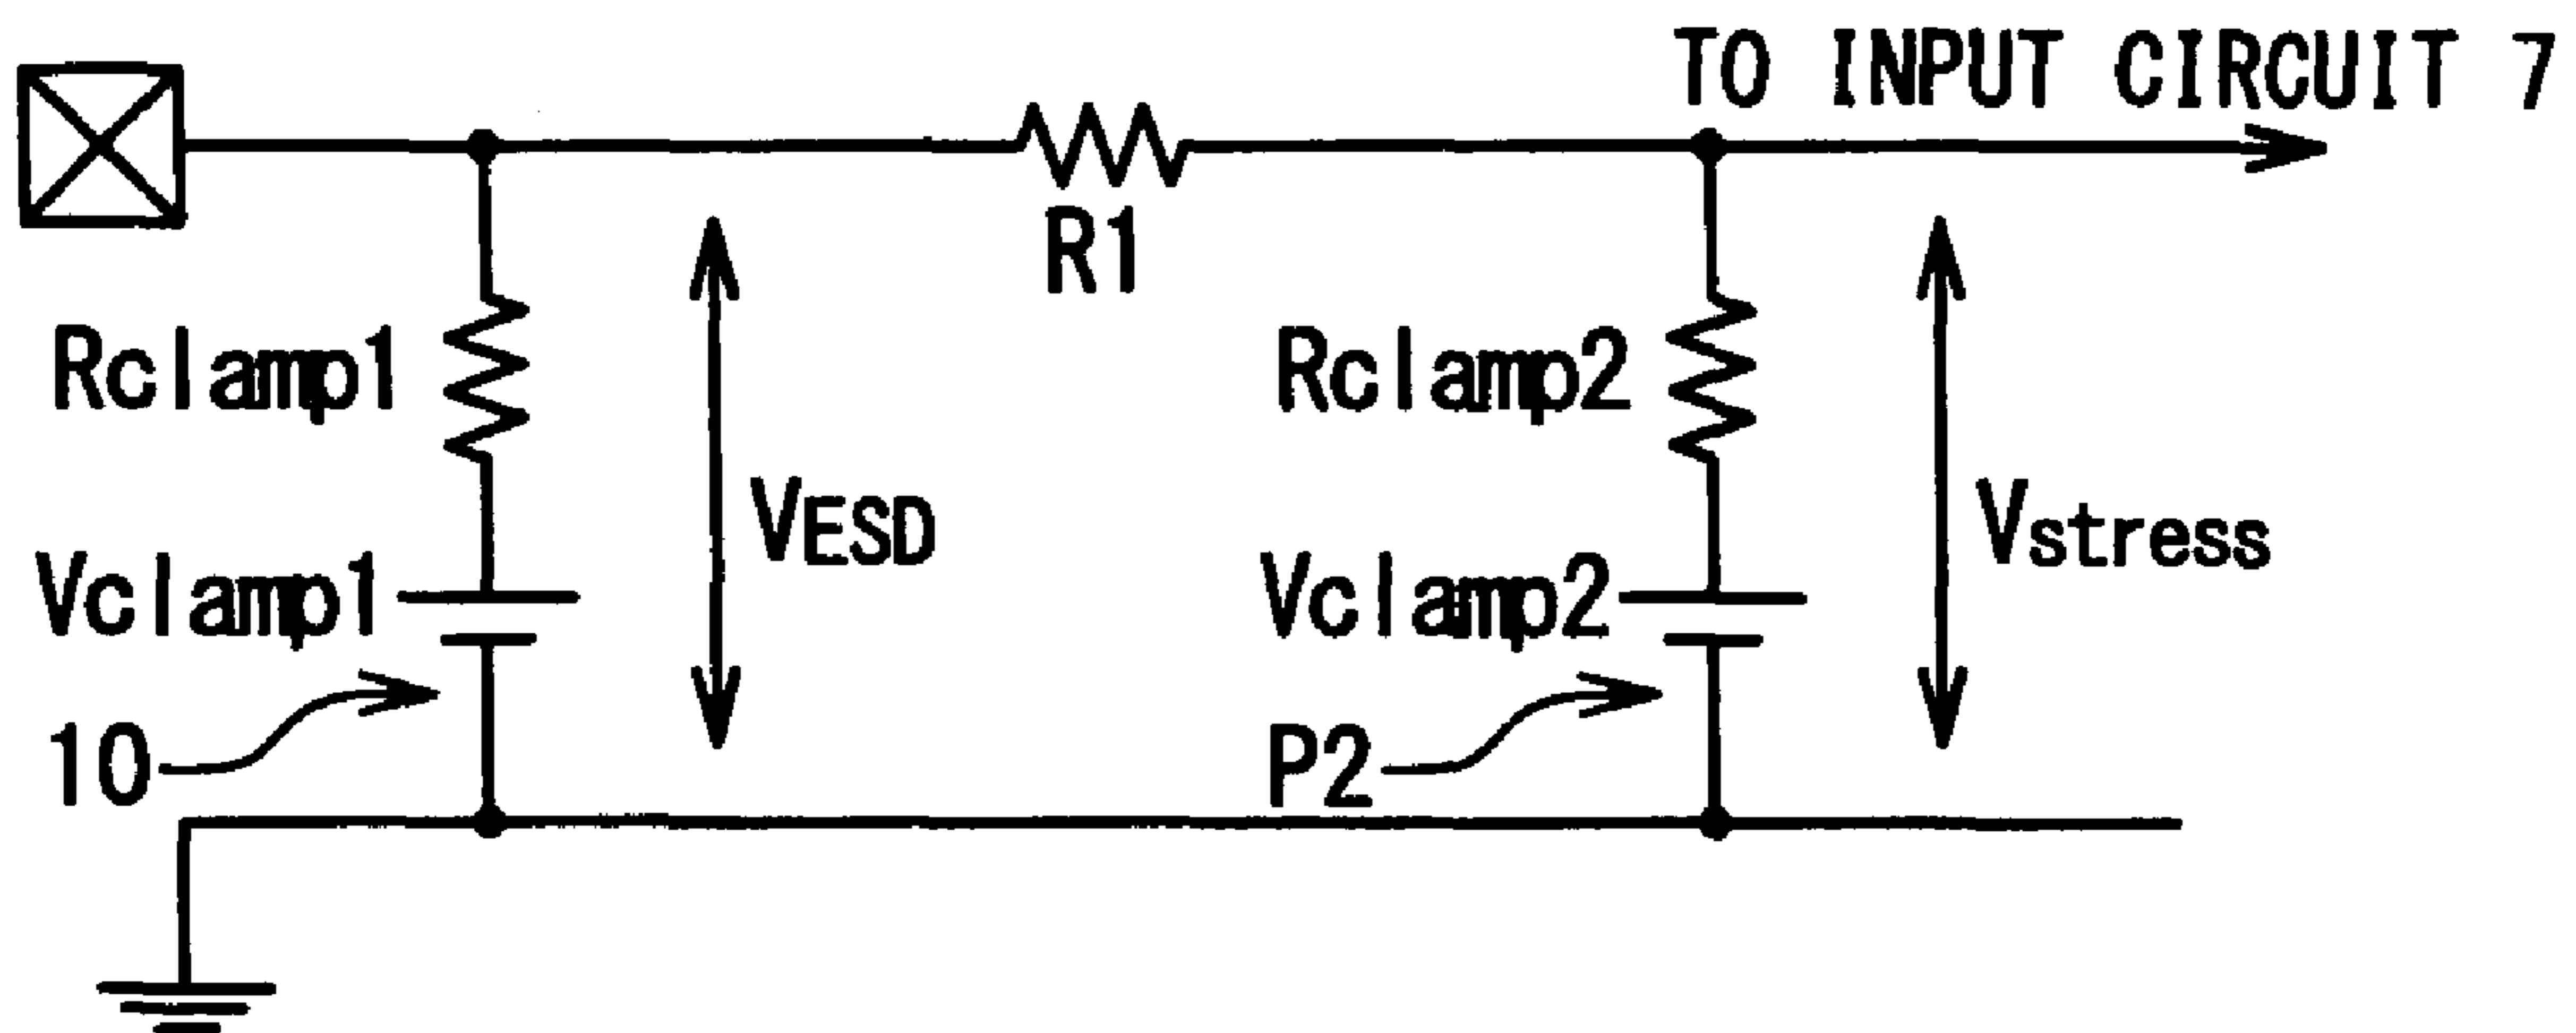 TO INPUT CIRCUIT 7
R1
Rclamp1
Rclamp2
VESD
Vstress
Vclamp1
Vclamp2
10
P2